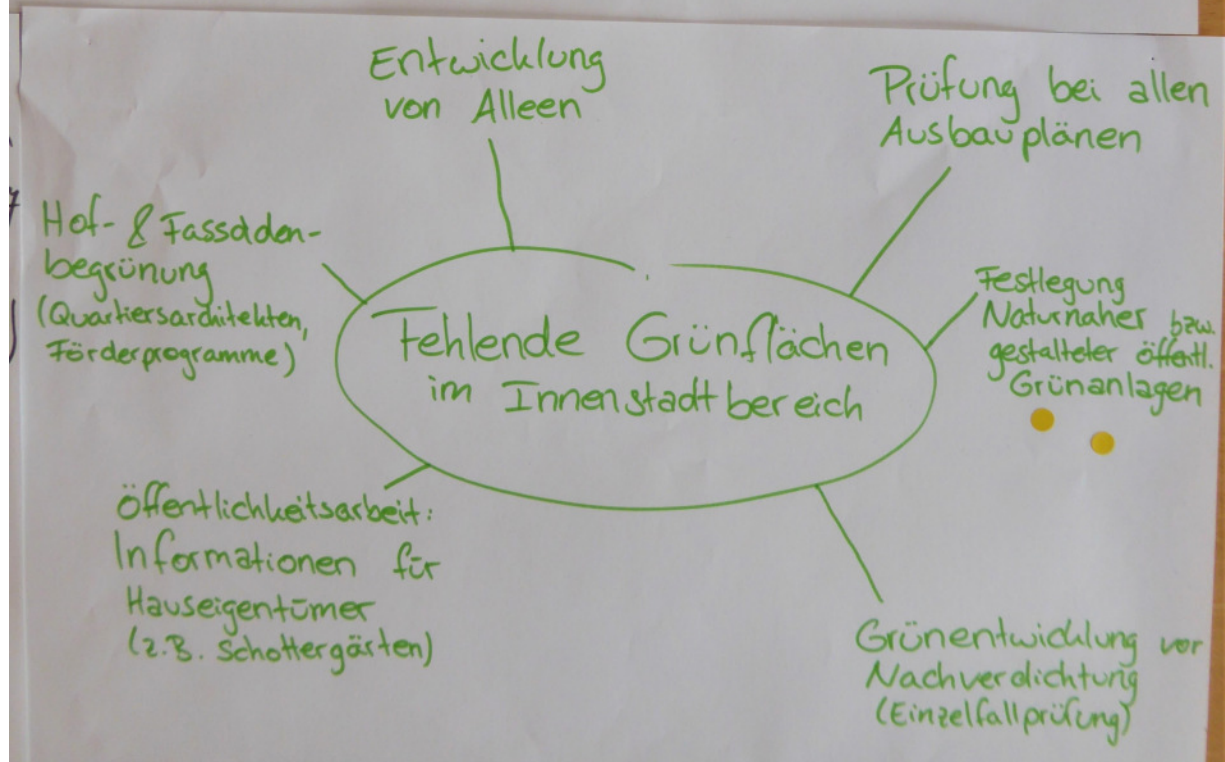 Entwicklung
von Alleen
Prüfung bei allen
Ausbauplänen
Hof- & Fassaden-
begrünung
(Quartiersarchitekten,
Förderprogramme)
Fehlende Grünflächen
im Innenstadtbereich
Festlegung
Naturnaher bzw.
gestalteter öffentl.
Grünanlagen
Öffentlichkeitsarbeit:
Informationen für
Hauseigentümer
(z.B. Schottergärten)
Grünentwicklung vor
Nachverdichtung
(Einzelfallprüfung)